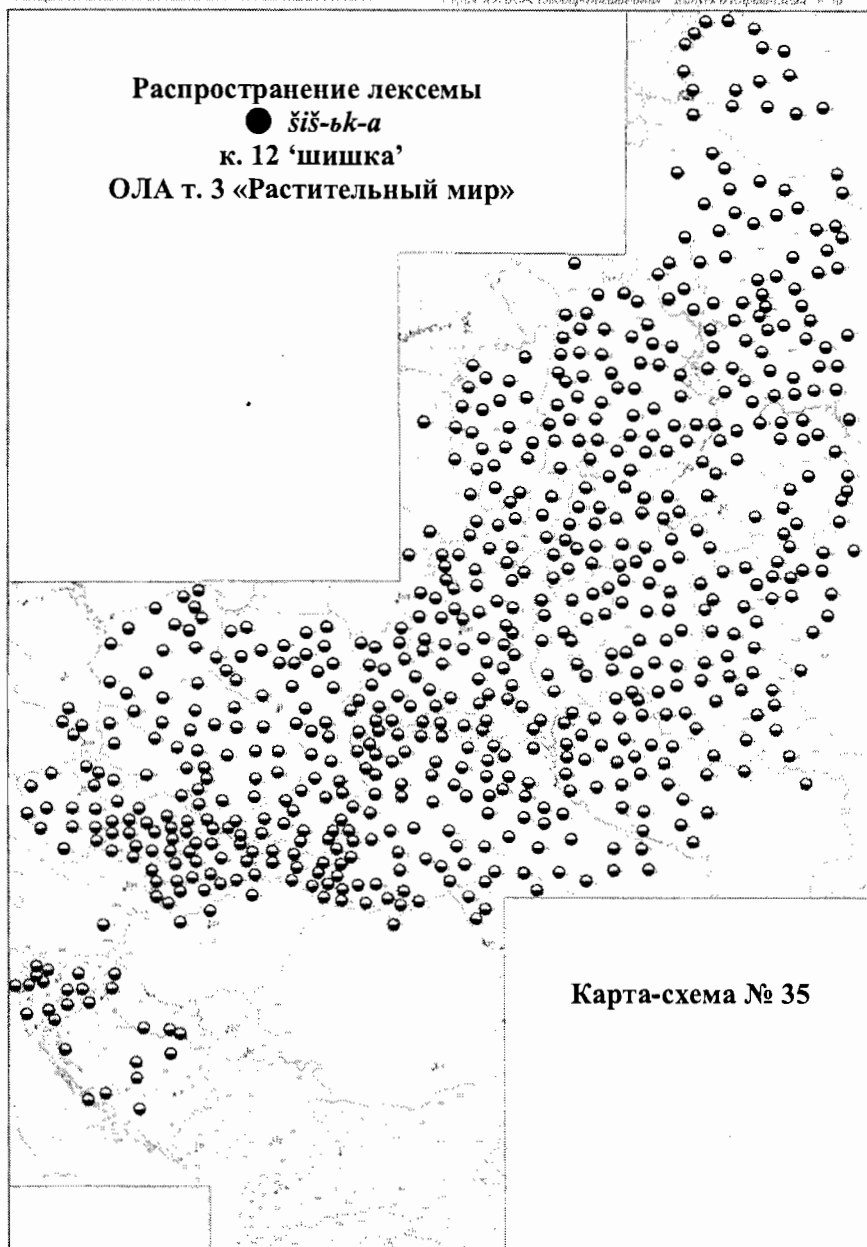 Распространение лексемы
● šiš-ьk-a
к. 12 ‘шишка’
ОЛА т. 3 «Растительный мир»
Карта-схема № 35